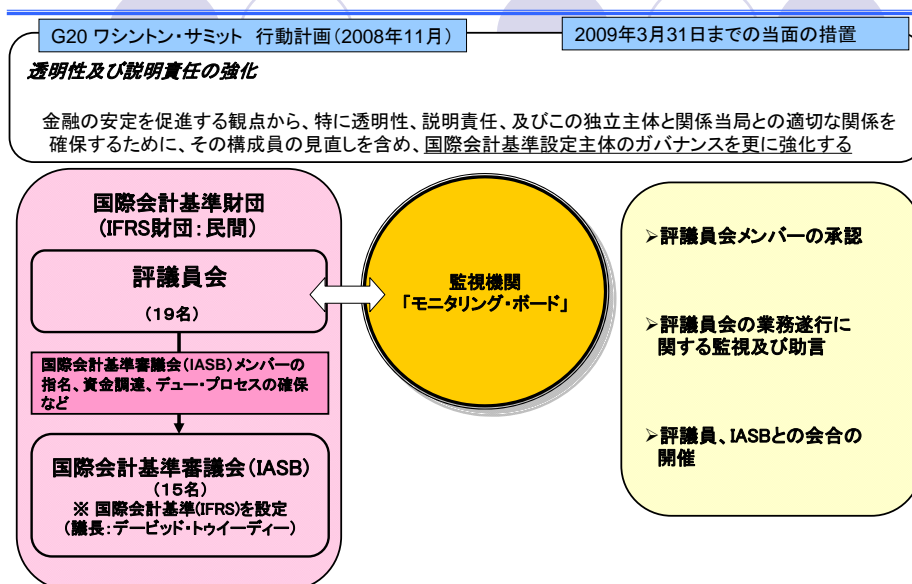 G20 ワシントン・サミット 行動計画(2008年11月)
2009年3月31日までの当面の措置
透明性及び説明責任の強化
金融の安定を促進する観点から、特に透明性、説明責任、及びこの独立主体と関係当局との適切な関係を
確保するために、その構成員の見直しを含め、国際会計基準設定主体のガバナンスを更に強化する
国際会計基準財団
(IFRS財団:民間)
評議員会
(19名)
国際会計基準審議会(IASB)メンバーの
指名、資金調達、デュー・プロセスの確保
など
国際会計基準審議会(IASB)
(15名)
※ 国際会計基準(IFRS)を設定
(議長:デービッド・トゥイーディー)
監視機関
「モニタリング・ボード」
➢評議員会メンバーの承認
➢評議員会の業務遂行に
関する監視及び助言
➢評議員、IASBとの会合の
開催